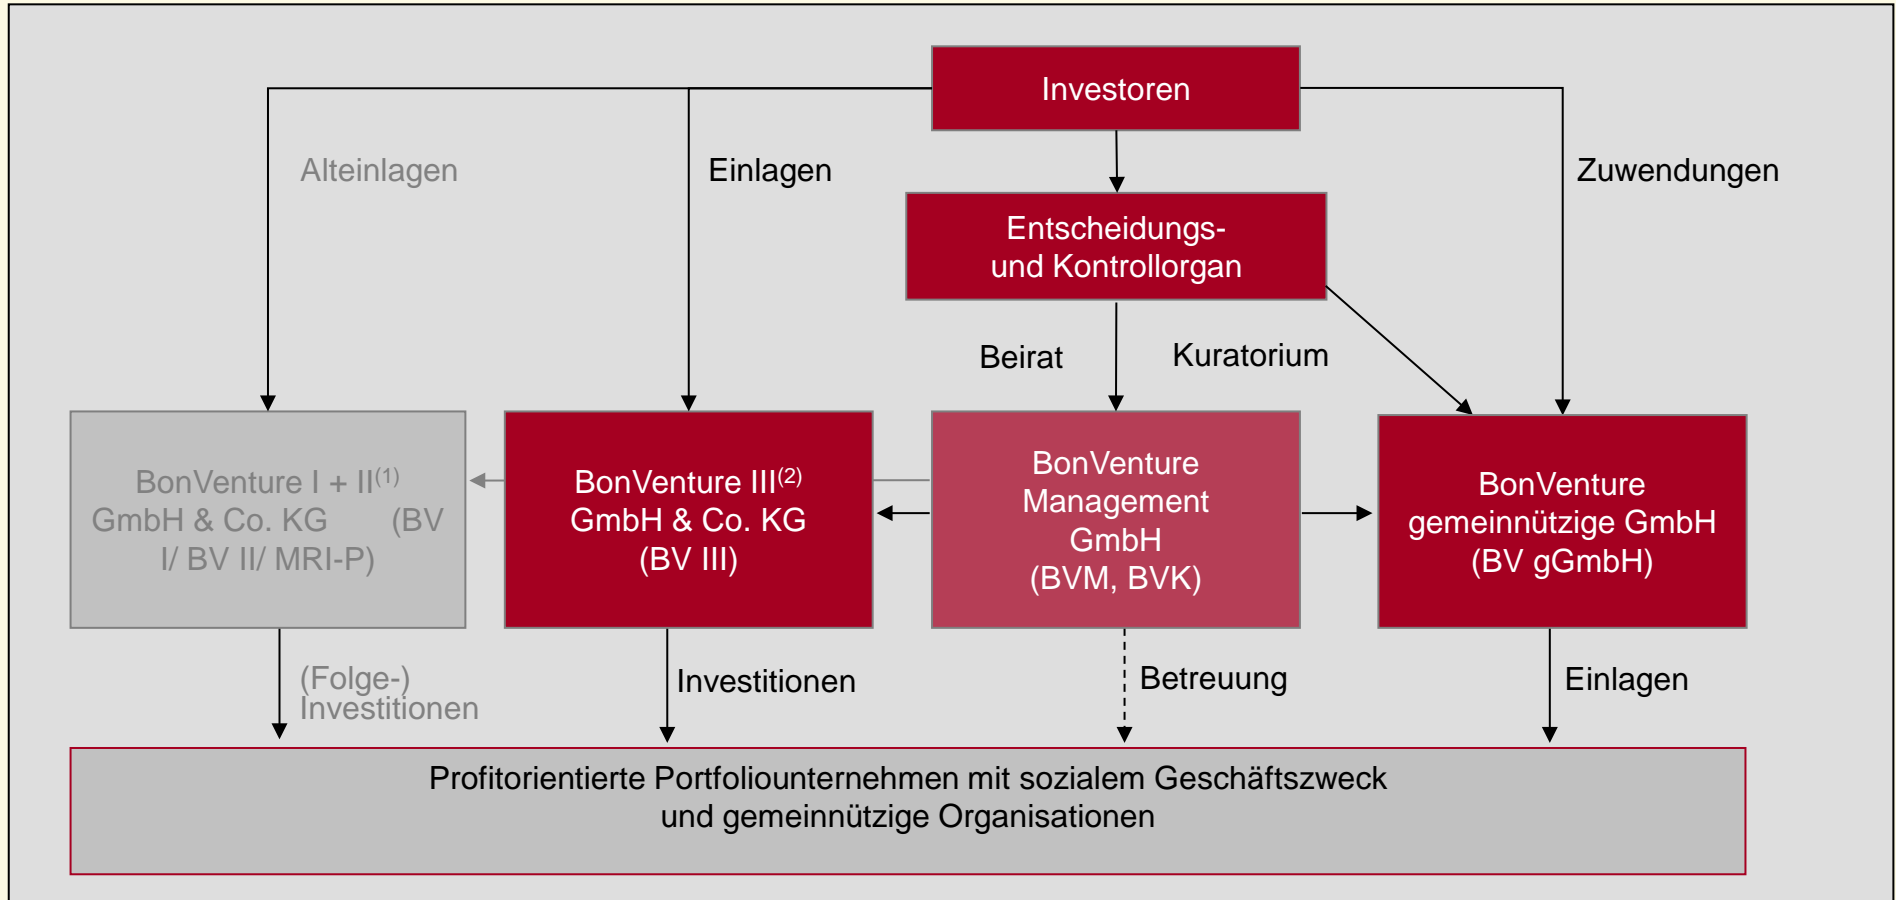 Investoren
Alteinlagen
Einlagen
Zuwendungen
Entscheidungs-
und Kontrollorgan
Beirat
Kuratorium
BonVenture I + II(1)
GmbH & Co. KG (BV
I/ BV II/ MRI-P)
BonVenture III(2)
GmbH & Co. KG
(BV III)
BonVenture
Management
GmbH
(BVM, BVK)
BonVenture
gemeinnützige GmbH
(BV gGmbH)
(Folge-)
Investitionen
Investitionen
Betreuung
Einlagen
Profitorientierte Portfoliounternehmen mit sozialem Geschäftszweck
und gemeinnützige Organisationen